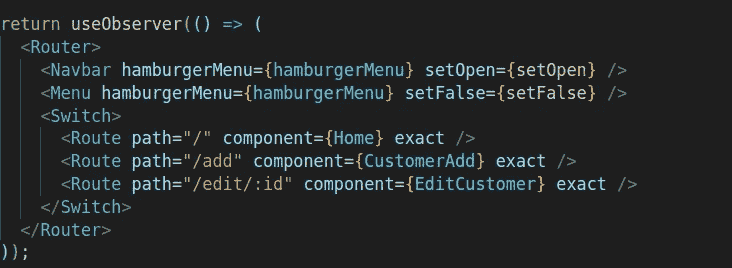 return useObserver(() => (
<Router>
<Navbar hamburgerMenu={hamburgerMenu} setOpen={setOpen} />
<Menu hamburgerMenu={hamburgerMenu} setFalse={setFalse} />
<Switch>
<Route path="/" component={Home} exact />
<Route path="/add" component={CustomerAdd} exact />
<Route path="/edit/:id" component={EditCustomer} exact />
</Switch>
</Router>
));